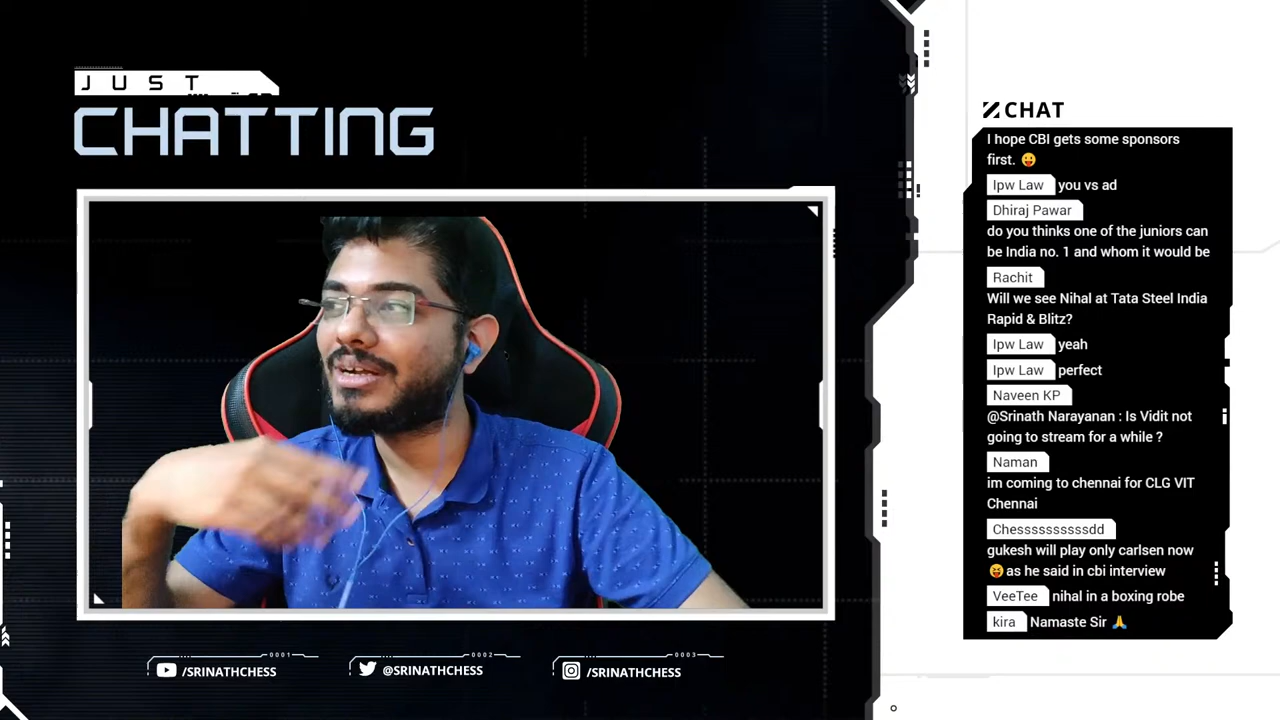 JUST
CHATTING
CHAT
I hope CBI gets some sponsors
first. 😛
Ipw Law you vs ad
Dhiraj Pawar
do you thinks one of the juniors can
be India no. 1 and whom it would be
Rachit
Will we see Nihal at Tata Steel India
Rapid & Blitz?
Ipw Law yeah
Ipw Law perfect
Naveen KP
@Srinath Narayanan : Is Vidit not
going to stream for a while ?
Naman
im coming to chennai for CLG VIT
Chennai
Chessssssssssdd
gukesh will play only carlsen now
😝as he said in cbi interview
VeeTee nihal in a boxing robe
kira Namaste Sir 🙏
0001
/SRINATHCHESS
0002
@SRINATHCHESS
0003
/SRINATHCHESS